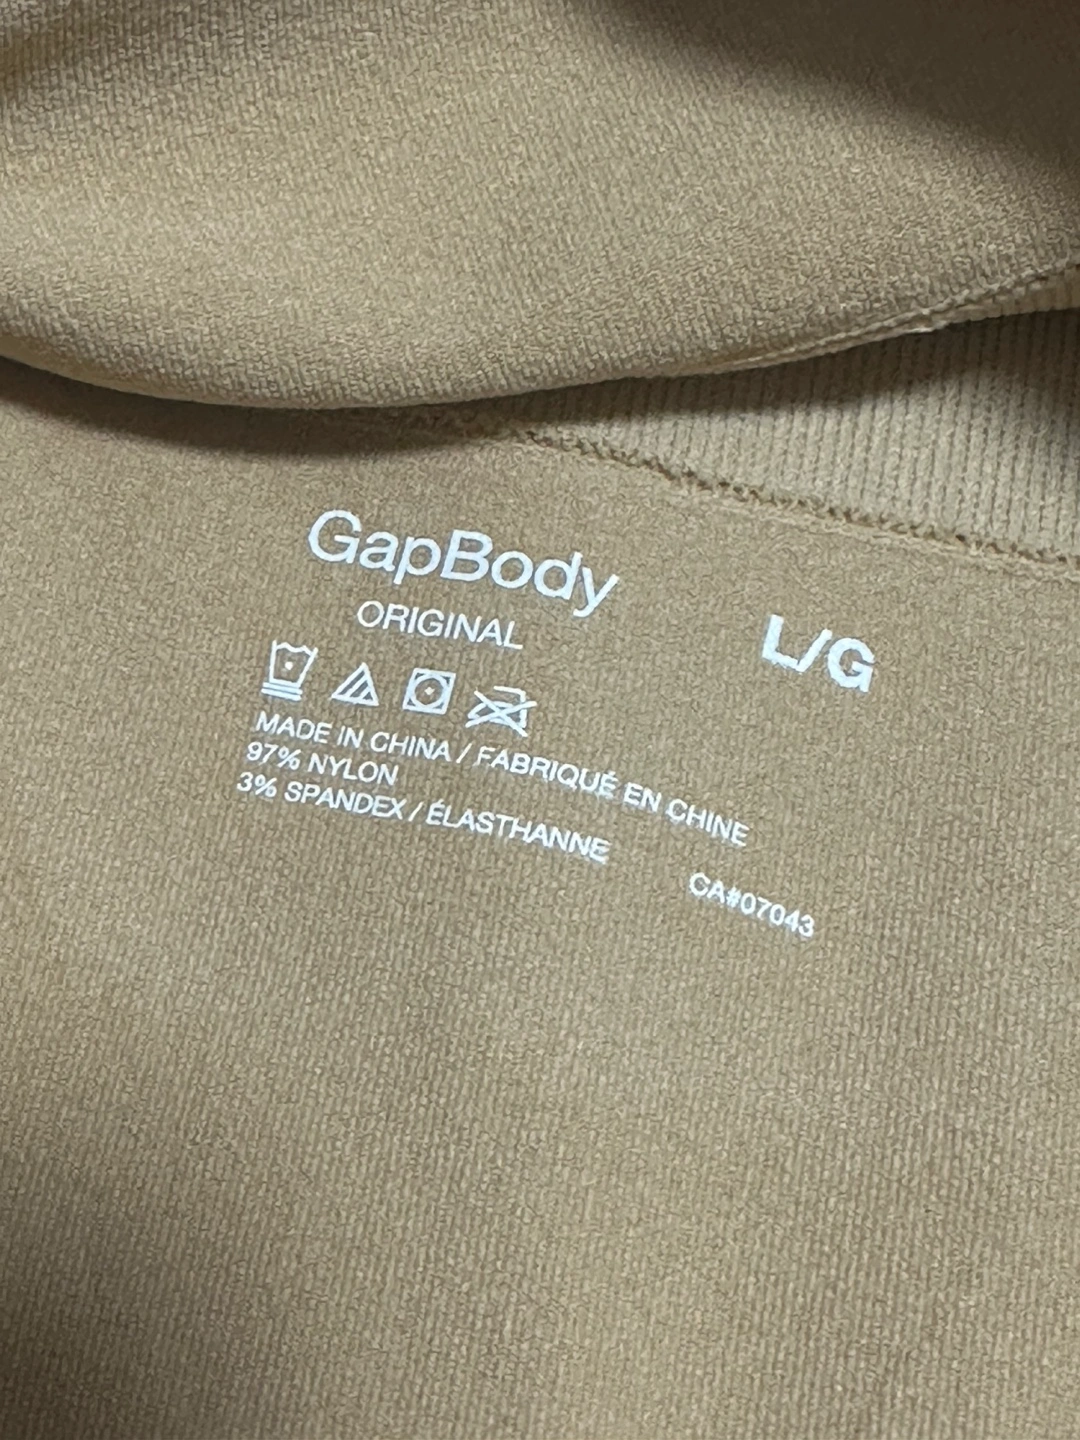 GapBody
ORIGINAL
L/G
MADE IN CHINA / FABRIQUÉ EN CHINE
97% NYLON
3% SPANDEX / ÉLASTHANNE
CA#07043